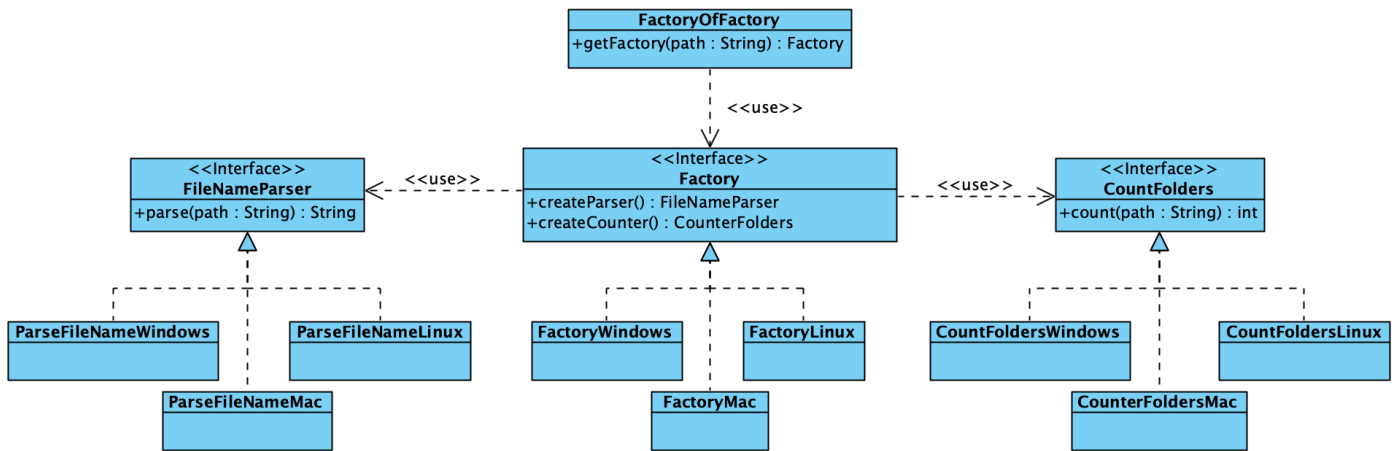 FactoryOfFactory
+getFactory(path : String) : Factory
<<use>>
<<Interface>>
FileNameParser
+parse(path : String) : String
<<use>>
<<Interface>>
Factory
+createParser() : FileNameParser
+createCounter() : CounterFolders
<<use>>
<<Interface>>
CountFolders
+count(path : String) : int
ParseFileNameWindows
ParseFileNameLinux
FactoryWindows
FactoryLinux
CountFoldersWindows
CountFoldersLinux
ParseFileNameMac
FactoryMac
CounterFoldersMac